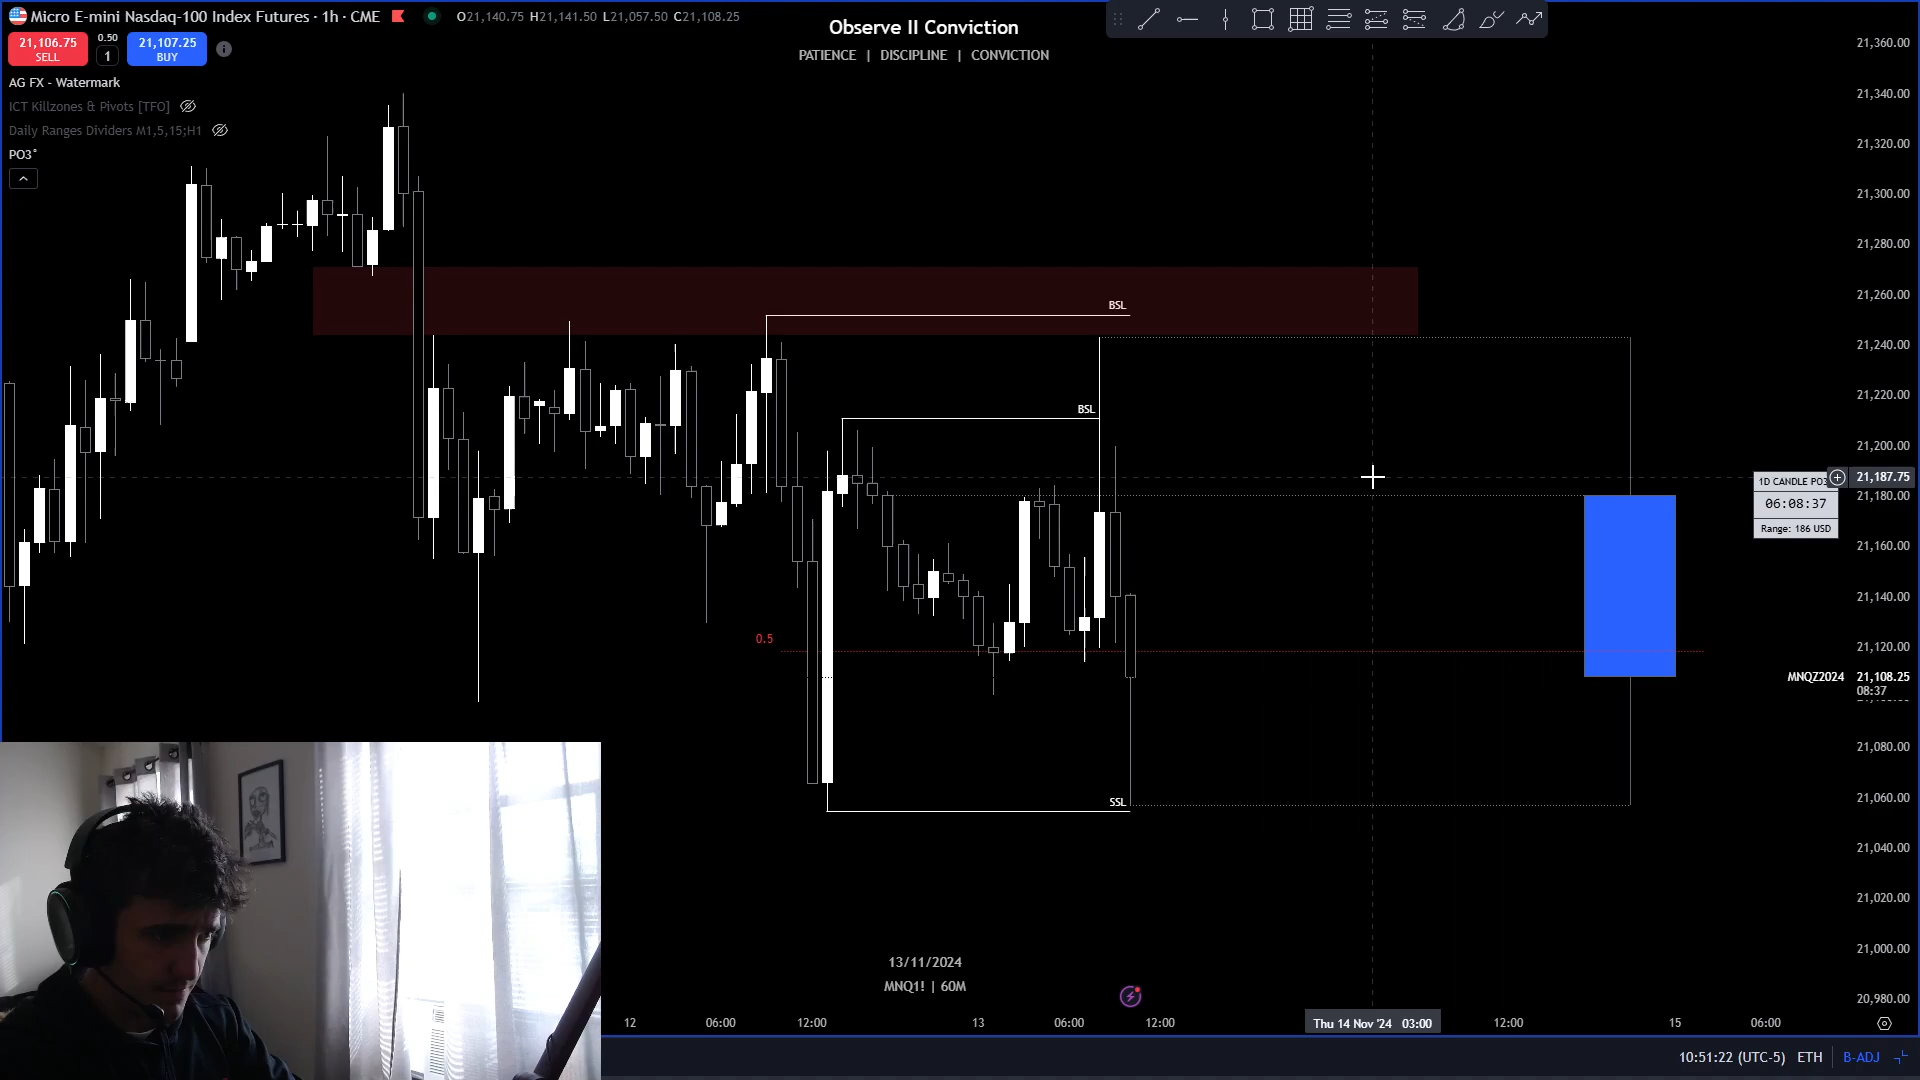 Micro E-mini Nasdaq-100 Index Futures · 1h · CME
O21,140.75 H21,141.50 L21,057.50 C21,108.25
21,106.75
SELL
0.50
1
21,107.25
BUY
AG FX - Watermark
ICT Killzones & Pivots [TFO]
Daily Ranges Dividers M1,5,15;H1
PO3°
Observe II Conviction
PATIENCE | DISCIPLINE | CONVICTION
BSL
BSL
0.5
SSL
21,360.00
21,340.00
21,320.00
21,300.00
21,280.00
21,260.00
21,240.00
21,220.00
21,200.00
21,187.75
21,180.00
21,160.00
21,140.00
21,120.00
MNQZ2024 21,108.25
08:37
21,080.00
21,060.00
21,040.00
21,020.00
21,000.00
20,980.00
1D CANDLE PO3
06:08:37
Range: 186 USD
13/11/2024
MNQ1! | 60M
12
06:00
12:00
13
06:00
12:00
Thu 14 Nov '24 03:00
12:00
15
06:00
10:51:22 (UTC-5) ETH B-ADJ